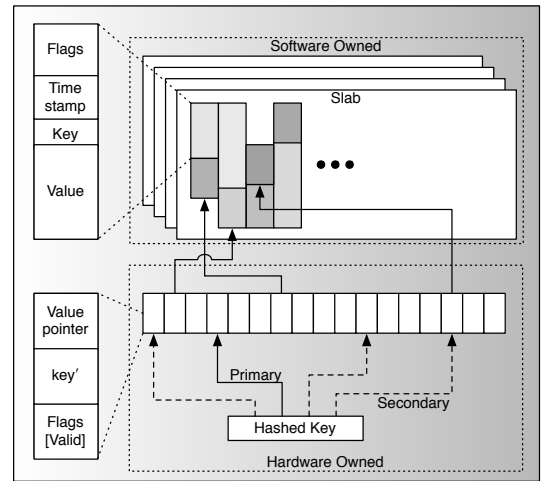 Flags
Time
stamp
Key
Value
Software Owned
Slab
Value
pointer
key′
Flags
[Valid]
Primary
Secondary
Hashed Key
Hardware Owned